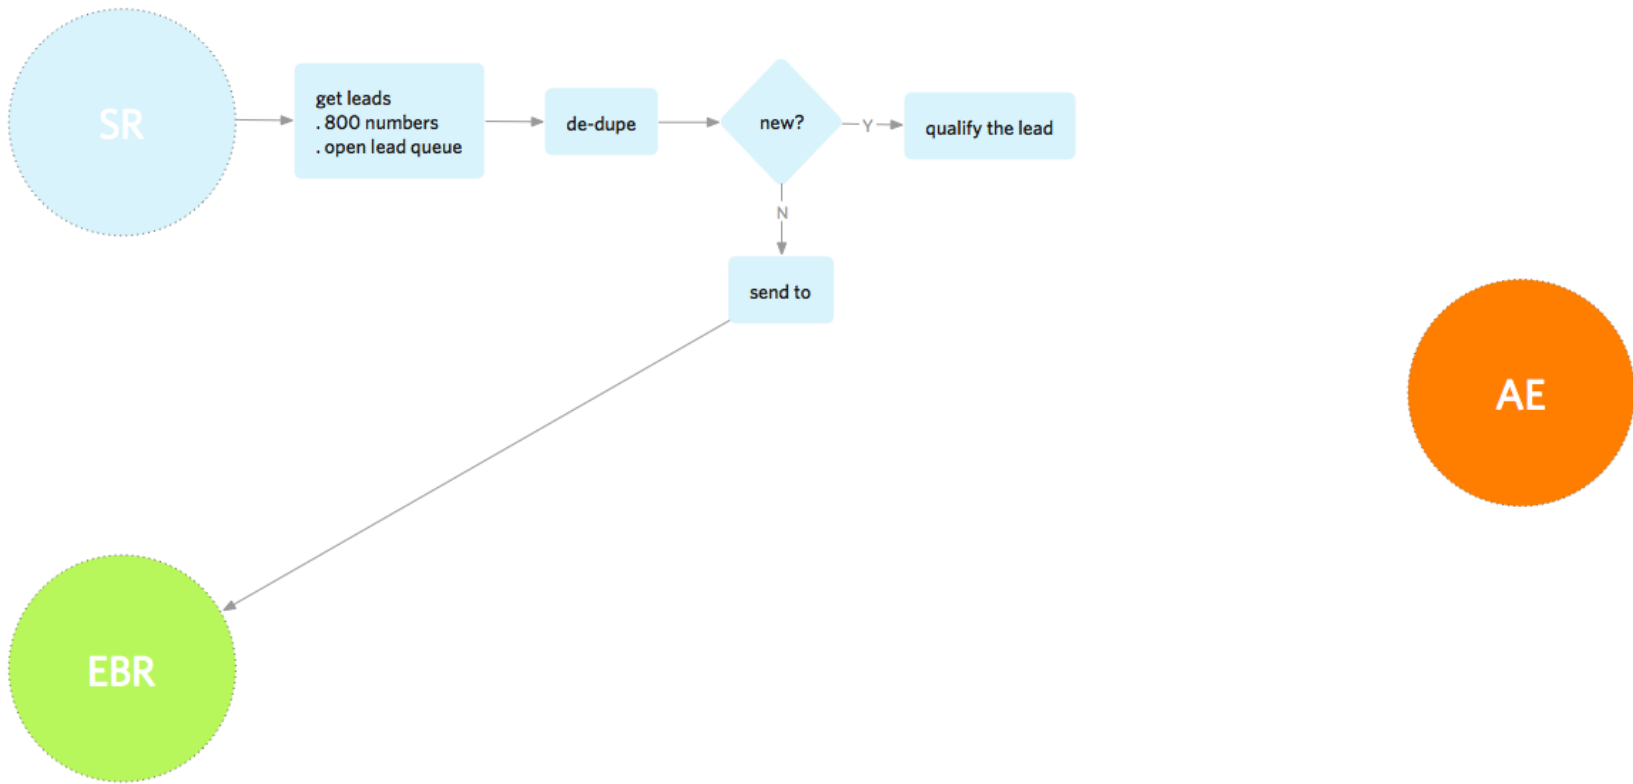 SR
get leads
. 800 numbers
. open lead queue
de-dupe
new?
Y
qualify the lead
N
send to
AE
EBR